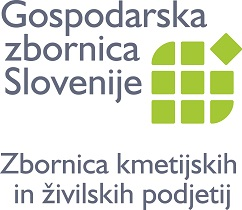 Gospodarska
zbornica
Slovenije
Zbornica kmetijskih
in živilskih podjetij